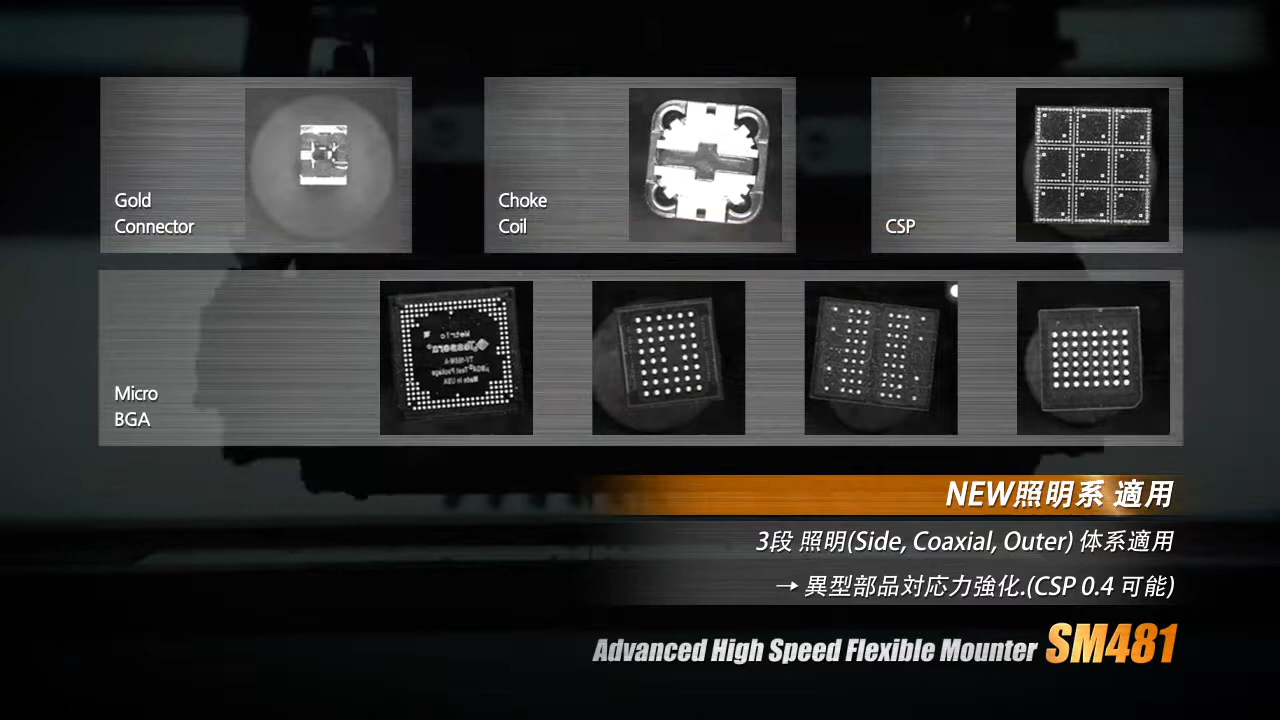 Gold
Connector
Choke
Coil
CSP
Micro
BGA
NEW照明系 適用
3段 照明(Side, Coaxial, Outer) 体系適用
→ 異型部品対応力強化.(CSP 0.4 可能)
Advanced High Speed Flexible Mounter SM481